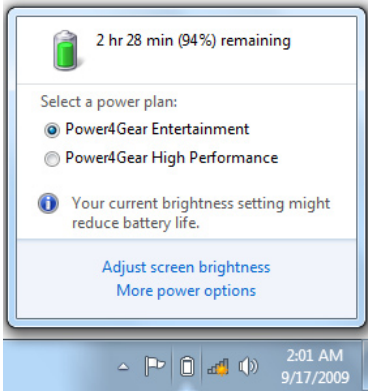 2 hr 28 min (94%) remaining
Select a power plan:
Power4Gear Entertainment
Power4Gear High Performance
Your current brightness setting might
reduce battery life.
Adjust screen brightness
More power options
2:01 AM
9/17/2009